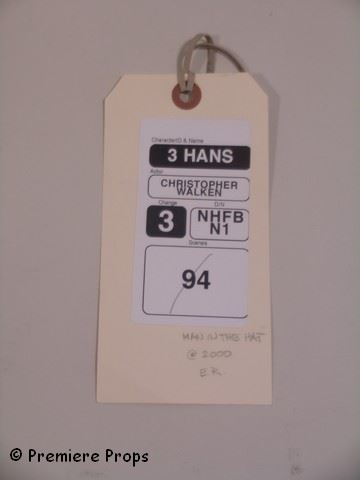 Character/D & Name
3 HANS
Actor
CHRISTOPHER
WALKEN
Change D/N
3 NHFB
N1
Scenes
94
MAN IN THE HAT
@ 2000
E.R.
© Premiere Props